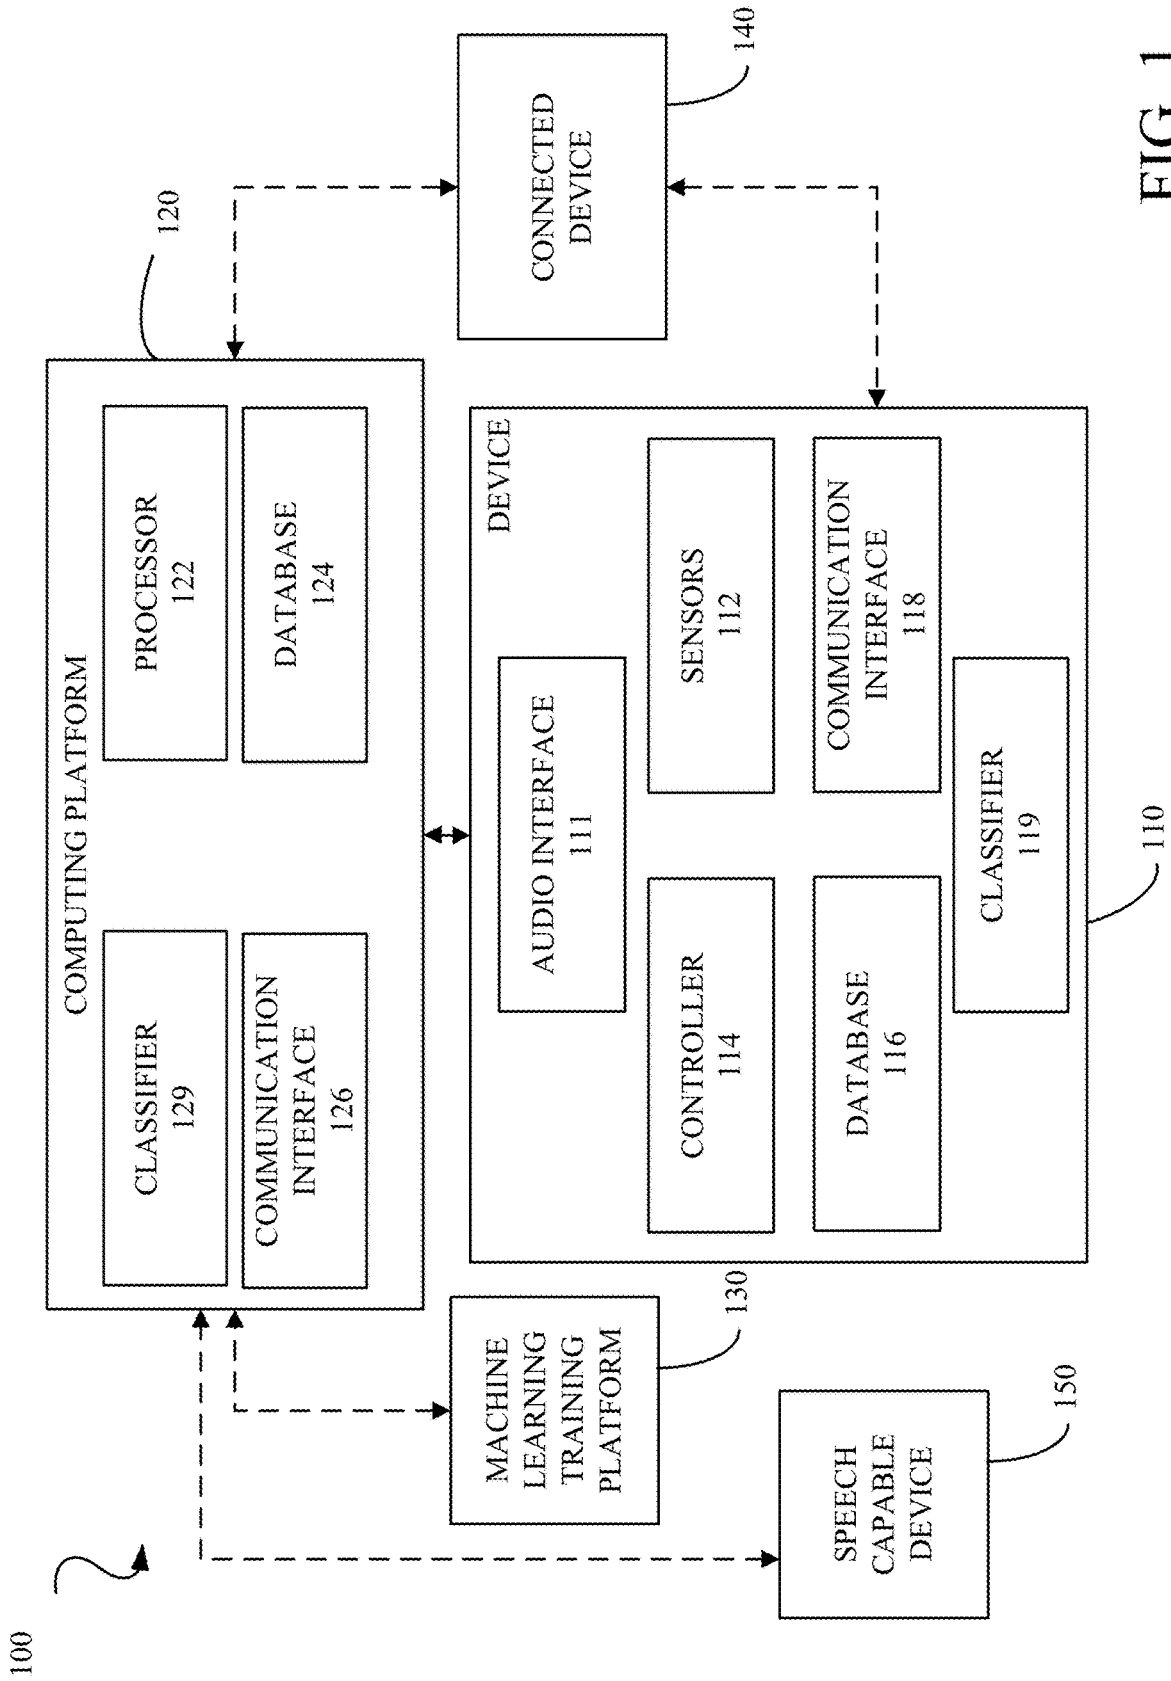 100
120
COMPUTING PLATFORM
CLASSIFIER
129
PROCESSOR
122
COMMUNICATION
INTERFACE
126
DATABASE
124
MACHINE
LEARNING
TRAINING
PLATFORM
130
DEVICE
AUDIO INTERFACE
111
CONTROLLER
114
SENSORS
112
DATABASE
116
COMMUNICATION
INTERFACE
118
CLASSIFIER
119
110
CONNECTED
DEVICE
140
SPEECH
CAPABLE
DEVICE
150
FIG. 1